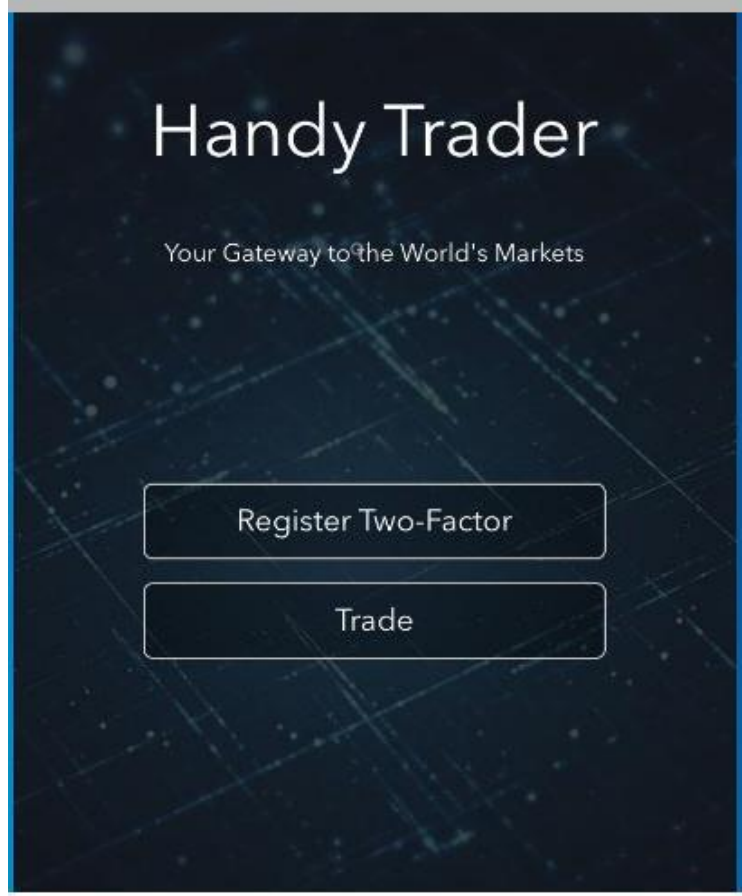 Handy Trader
Your Gateway to the World's Markets
Register Two-Factor
Trade